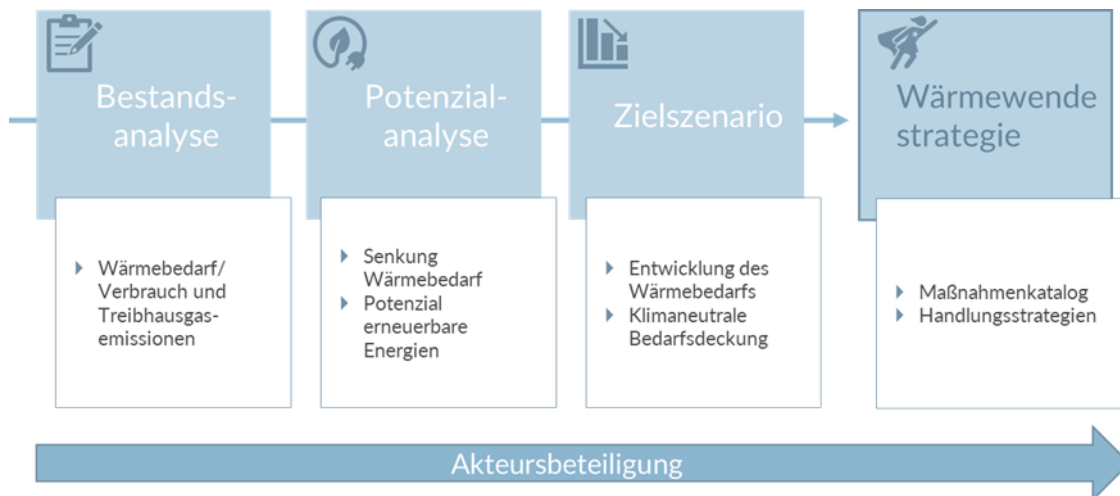 Bestands-
analyse
Potenzial-
analyse
Zielszenario
Wärmewende
strategie
Wärmebedarf/
Verbrauch und
Treibhausgas-
emissionen
Senkung
Wärmebedarf
Potenzial
erneuerbare
Energien
Entwicklung des
Wärmebedarfs
Klimaneutrale
Bedarfsdeckung
Maßnahmenkatalog
Handlungsstrategien
Akteursbeteiligung